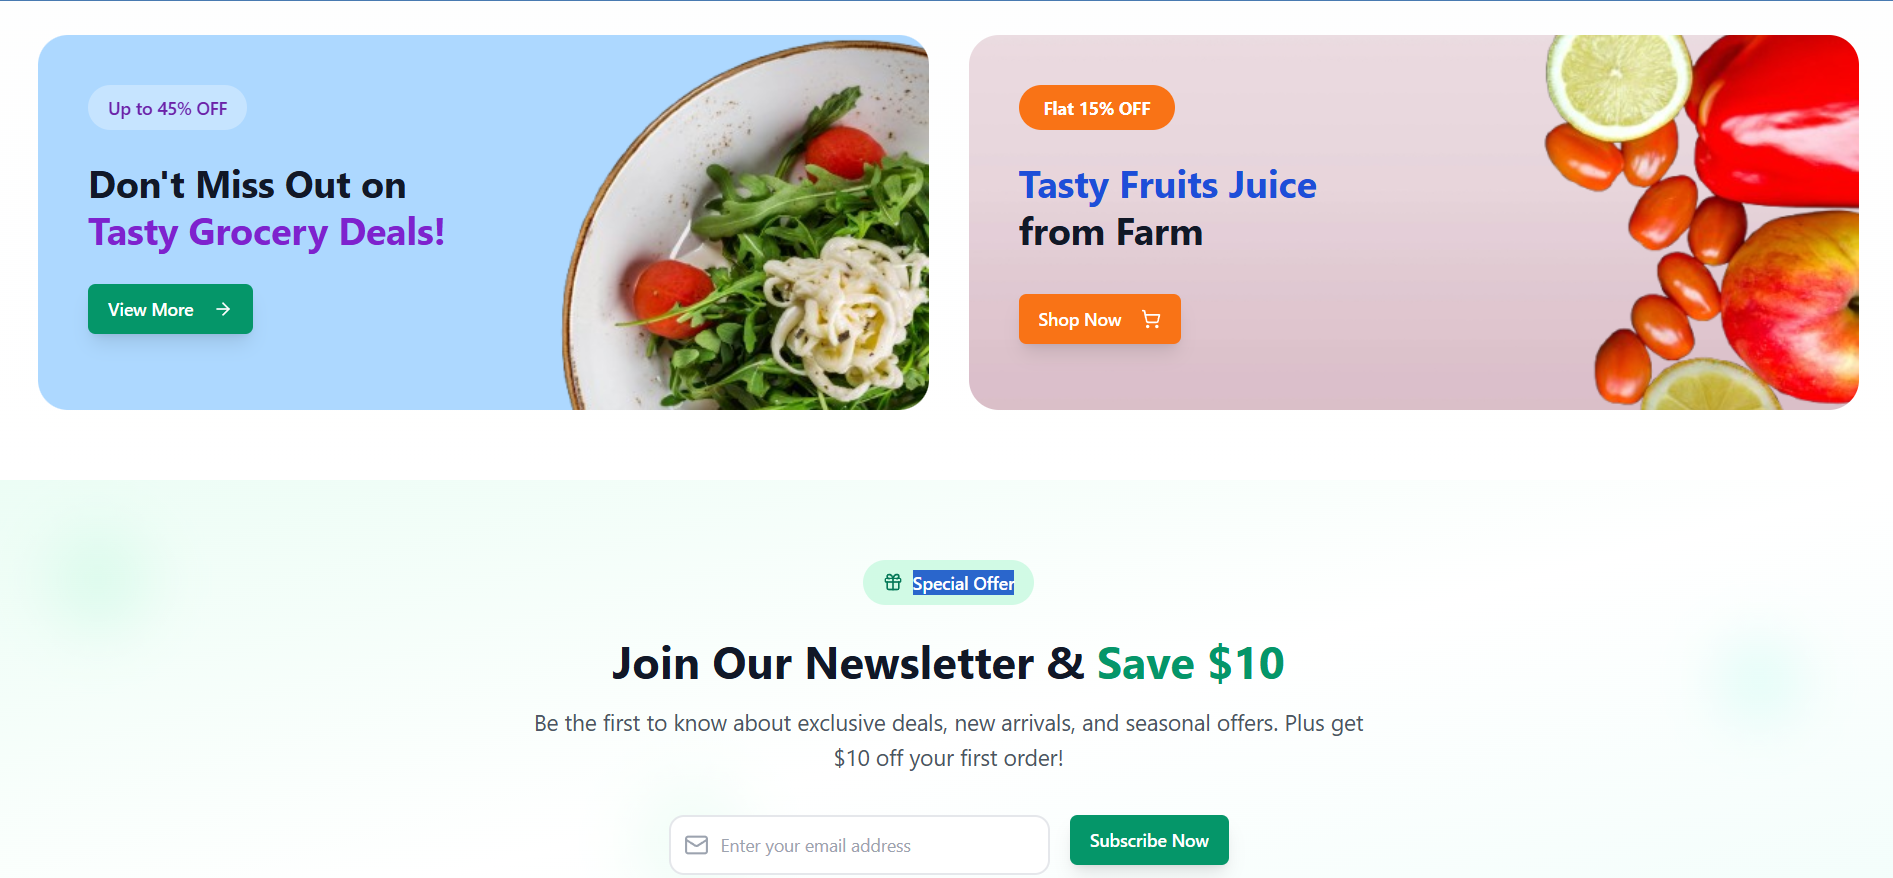 Up to 45% OFF
Don't Miss Out on
Tasty Grocery Deals!
View More
Flat 15% OFF
Tasty Fruits Juice
from Farm
Shop Now
Special Offer
Join Our Newsletter & Save $10
Be the first to know about exclusive deals, new arrivals, and seasonal offers. Plus get
$10 off your first order!
Enter your email address
Subscribe Now